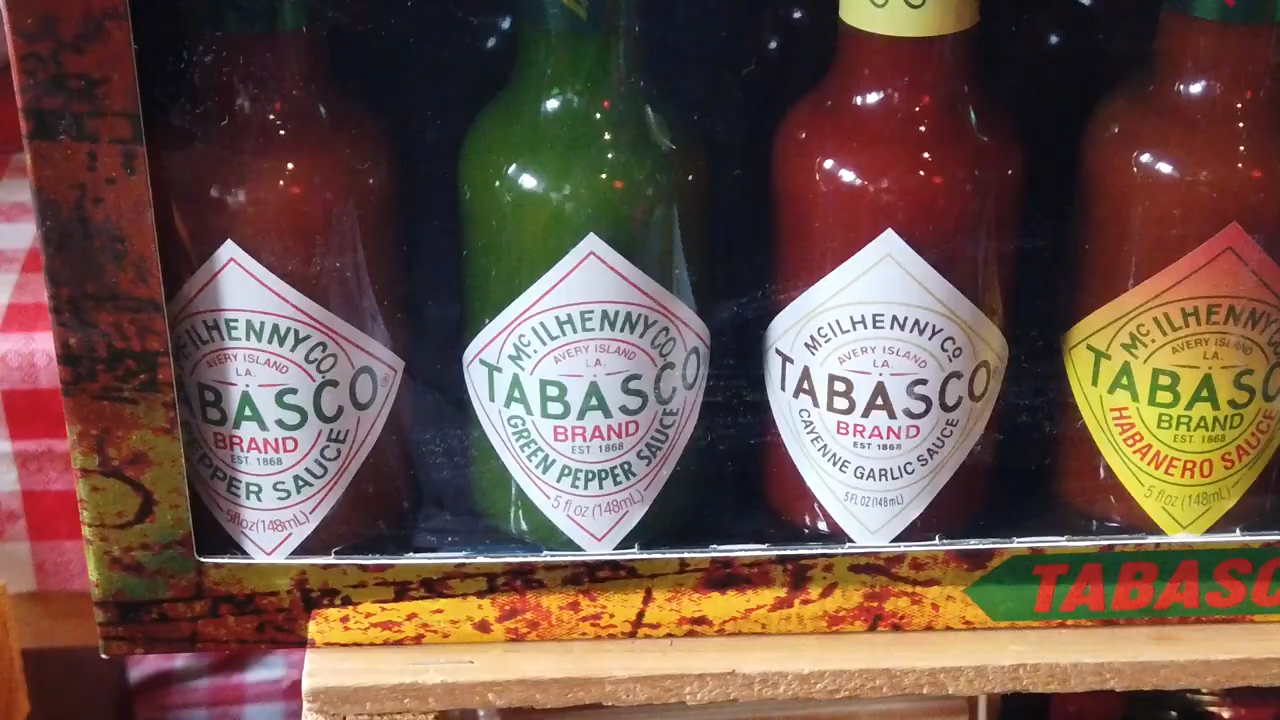 McILHENNY CO.
AVERY ISLAND
LA.
TABASCO
BRAND
EST. 1868
PEPPER SAUCE
5 fl oz (148mL)
McILHENNY CO.
AVERY ISLAND
LA.
TABASCO
BRAND
EST. 1868
GREEN PEPPER SAUCE
5 fl oz (148mL)
McILHENNY CO.
AVERY ISLAND
LA.
TABASCO
BRAND
EST. 1868
CAYENNE GARLIC SAUCE
5 FL OZ (148mL)
McILHENNY CO.
AVERY ISLAND
LA.
TABASCO
BRAND
EST. 1868
HABANERO SAUCE
5 fl oz (148mL)
TABASCO